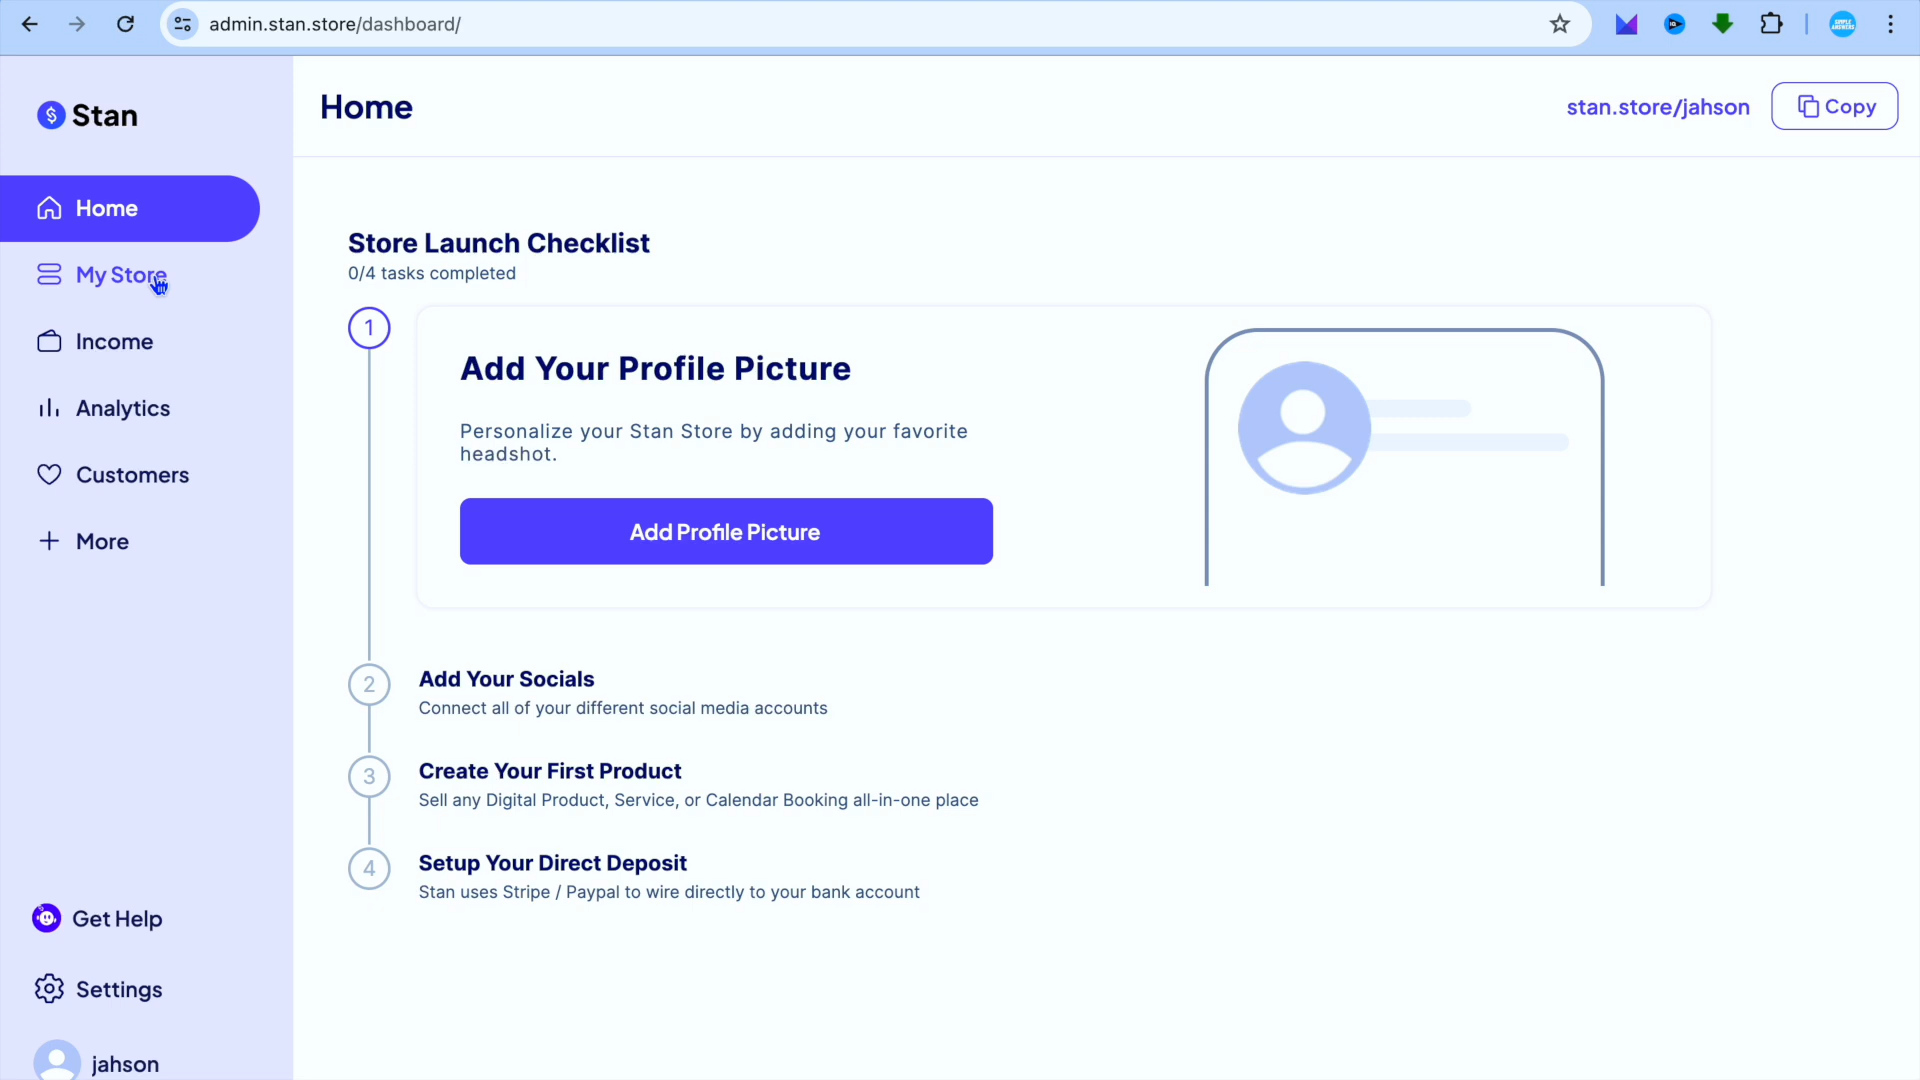 admin.stan.store/dashboard/
Stan
Home
My Store
Income
Analytics
Customers
More
Get Help
Settings
jahson
Home
stan.store/jahson
Copy
Store Launch Checklist
0/4 tasks completed
1
Add Your Profile Picture
Personalize your Stan Store by adding your favorite
headshot.
Add Profile Picture
2
Add Your Socials
Connect all of your different social media accounts
3
Create Your First Product
Sell any Digital Product, Service, or Calendar Booking all-in-one place
4
Setup Your Direct Deposit
Stan uses Stripe / Paypal to wire directly to your bank account